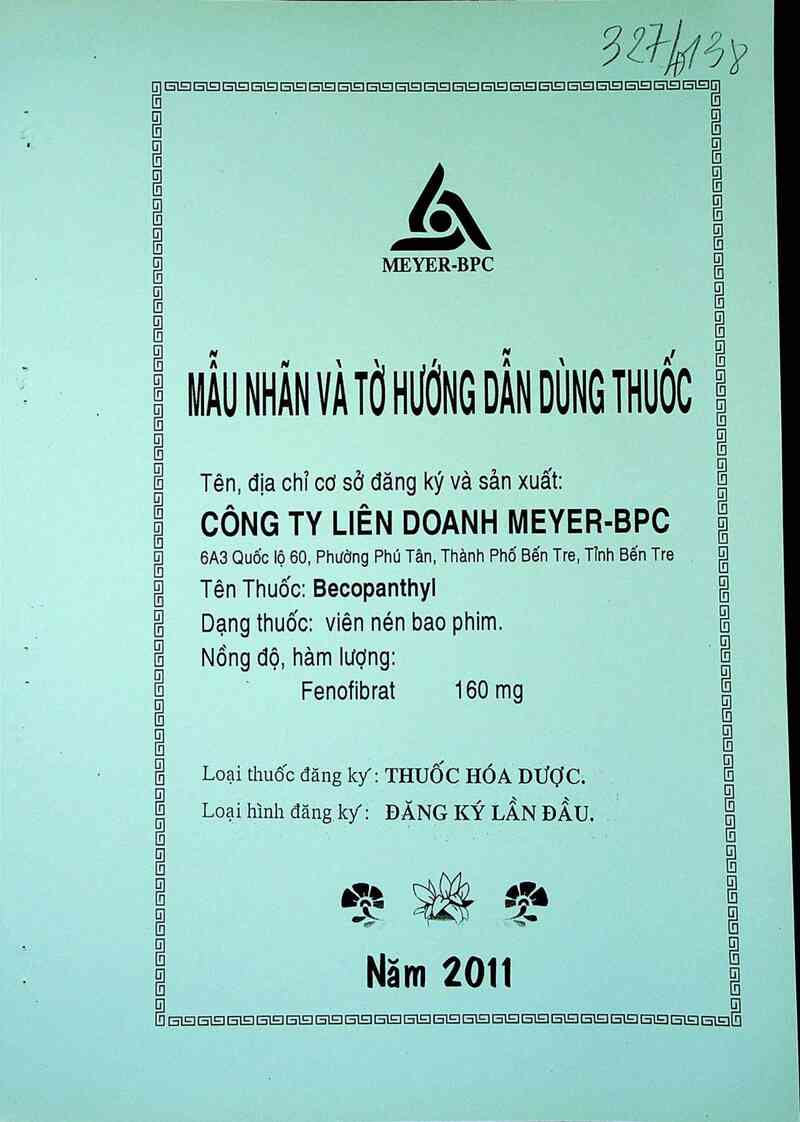 327/138
MEYER-BPC
MẪU NHÃN VÀ TỜ HƯỚNG DẪN DÙNG THUỐC
Tên, địa chỉ cơ sở đăng ký và sản xuất:
CÔNG TY LIÊN DOANH MEYER-BPC
6A3 Quốc lộ 60, Phường Phú Tân, Thành Phố Bến Tre, Tỉnh Bến Tre
Tên Thuốc: Becopanthyl
Dạng thuốc: viên nén bao phim.
Nồng độ, hàm lượng:
Fenofibrat 160 mg
Loại thuốc đăng ký: THUỐC HÓA DƯỢC.
Loại hình đăng ký: ĐĂNG KÝ LẦN ĐẦU.
Năm 2011